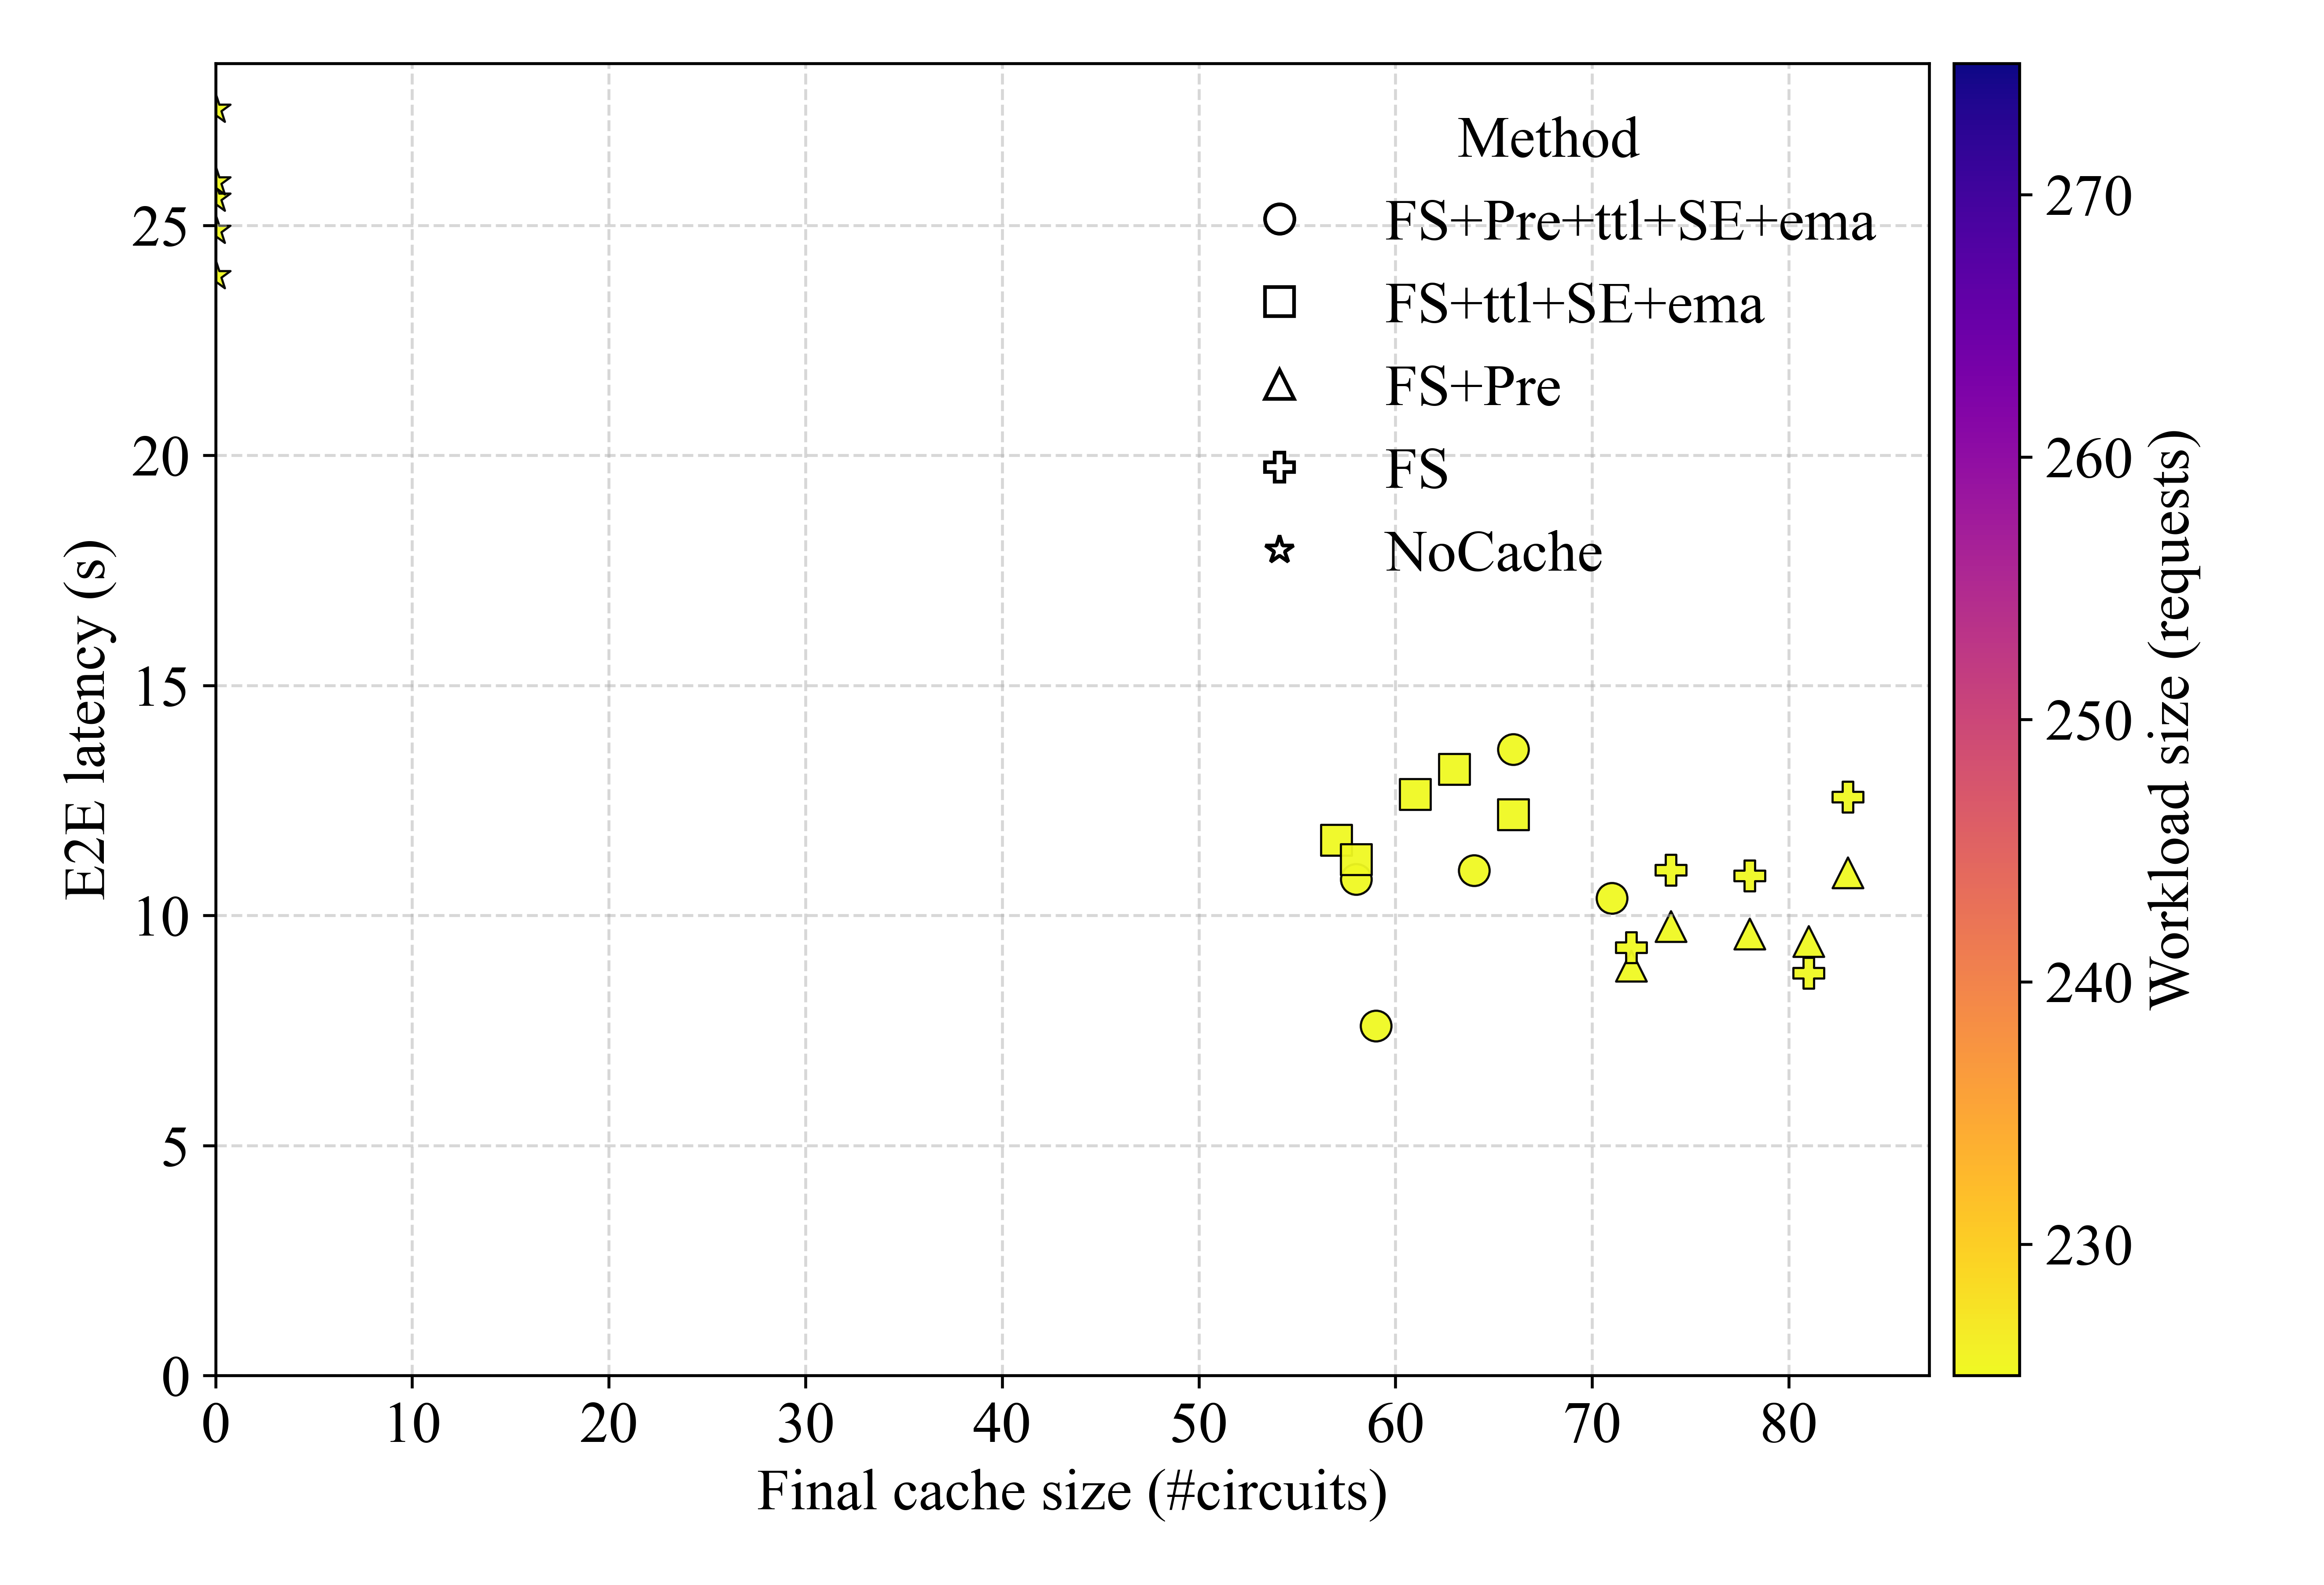 Method
FS+Pre+ttl+SE+ema
FS+ttl+SE+ema
FS+Pre
FS
NoCache
E2E latency (s)
25
20
15
10
5
0
0 10 20 30 40 50 60 70 80
Final cache size (#circuits)
270
260
250
240
230
Workload size (requests)